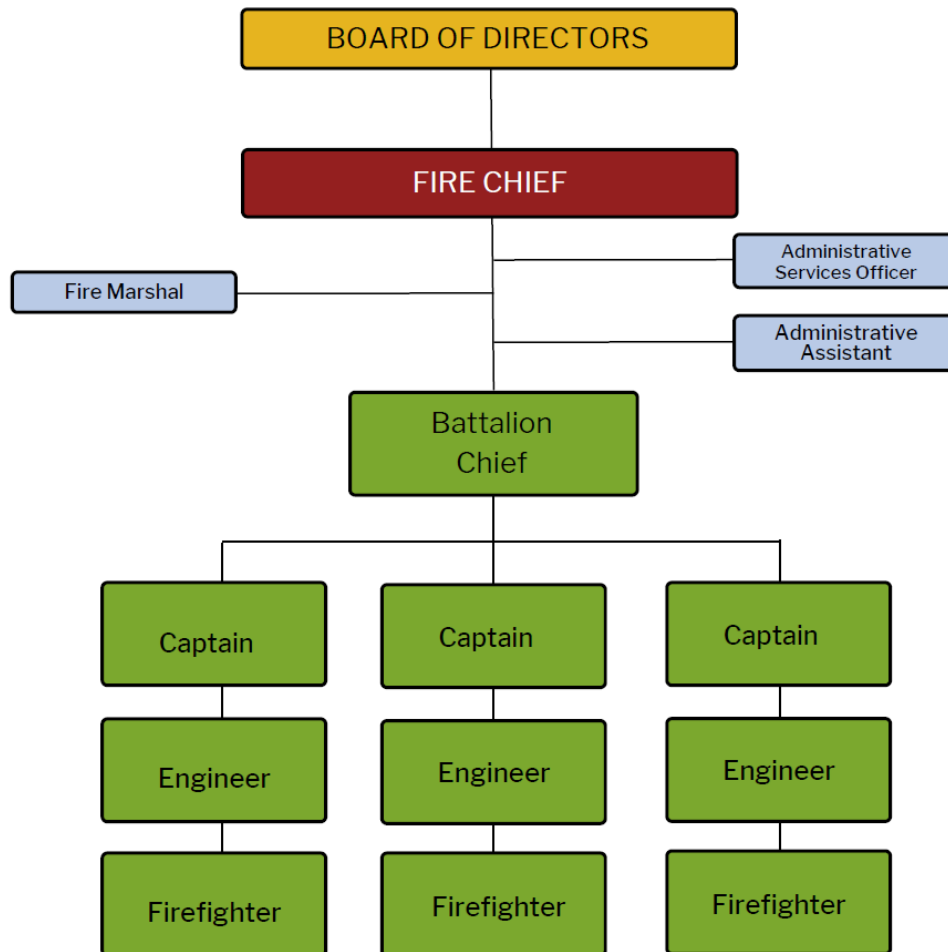 BOARD OF DIRECTORS
FIRE CHIEF
Administrative
Services Officer
Fire Marshal
Administrative
Assistant
Battalion
Chief
Captain
Captain
Captain
Engineer
Engineer
Engineer
Firefighter
Firefighter
Firefighter